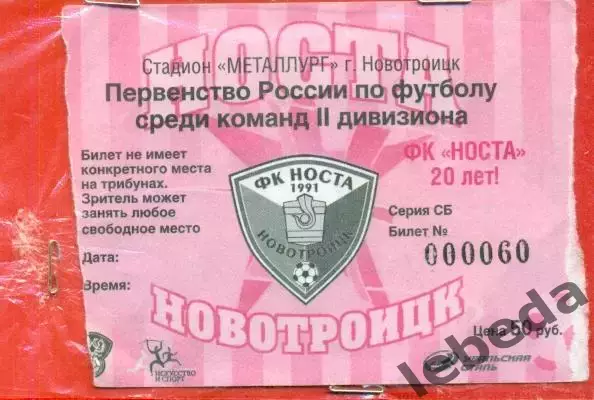 НОСТА
Стадион «МЕТАЛЛУРГ» г. Новотроицк
Первенство России по футболу
среди команд II дивизиона
Билет не имеет
конкретного места
на трибунах.
Зритель может
занять любое
свободное место
ФК НОСТА
1991
НОВОТРОИЦК
ФК «НОСТА»
20 лет!
Серия СБ
Билет № 000060
Дата:
Время:
НОВОТРОИЦК
Цена 50 руб.
ИСКУССТВО
И СПОРТ
УРАЛЬСКАЯ
СТАЛЬ
lebeda